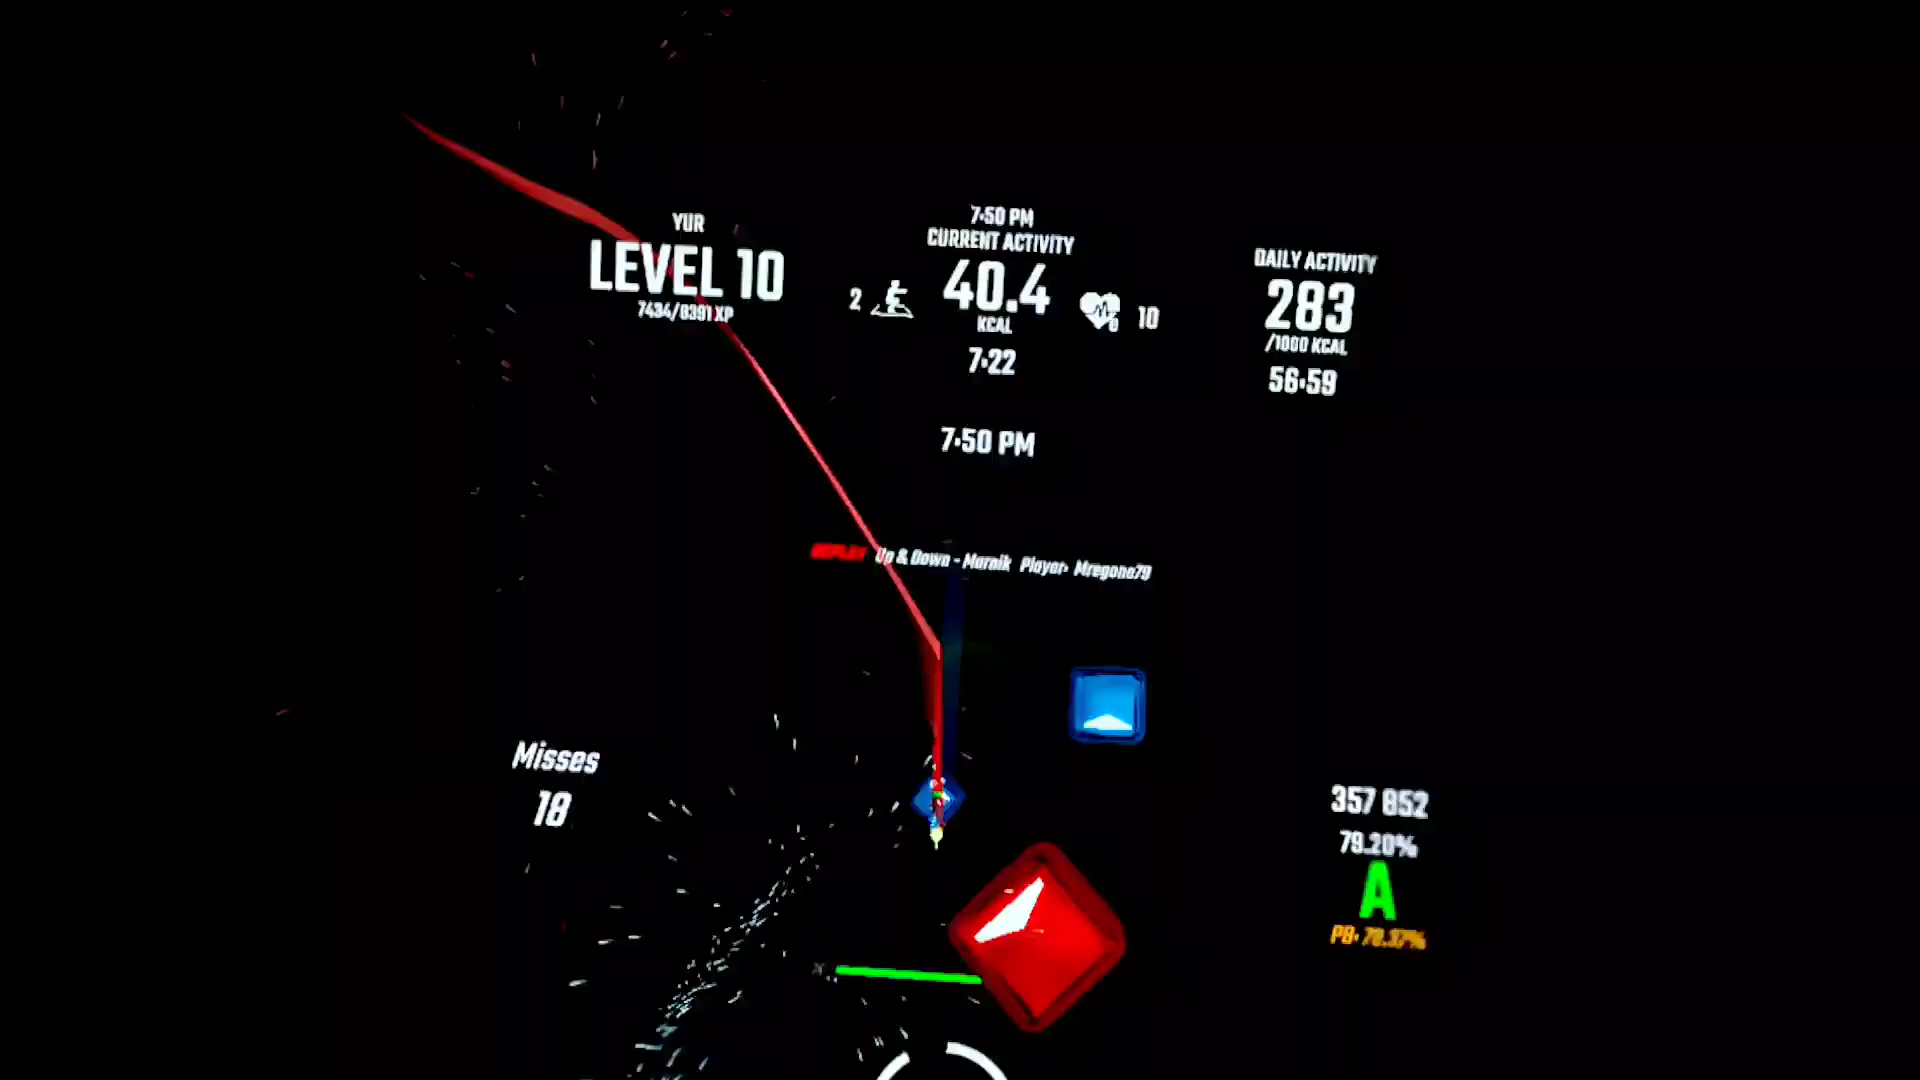 YUR
LEVEL 10
7434/8391 XP
7:50 PM
CURRENT ACTIVITY
2
40.4
10
KCAL
7:22
DAILY ACTIVITY
283
/1000 KCAL
56:59
7:50 PM
REPLAY Up & Down - Marnik Player: Mregone79
Misses
18
357 852
79.20%
A